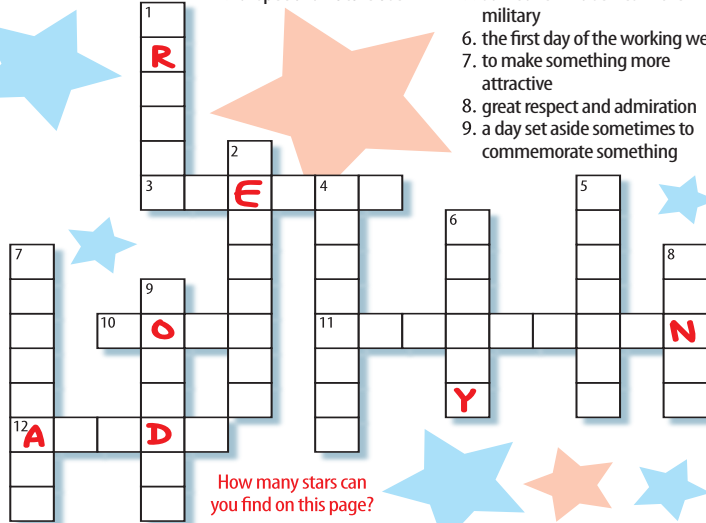 military
6. the first day of the working we
7. to make something more
attractive
8. great respect and admiration
9. a day set aside sometimes to
commemorate something
1
R
2
3 E 4 5
6
7 8
9
10 O 11 N
Y
12 A D
How many stars can
you find on this page?